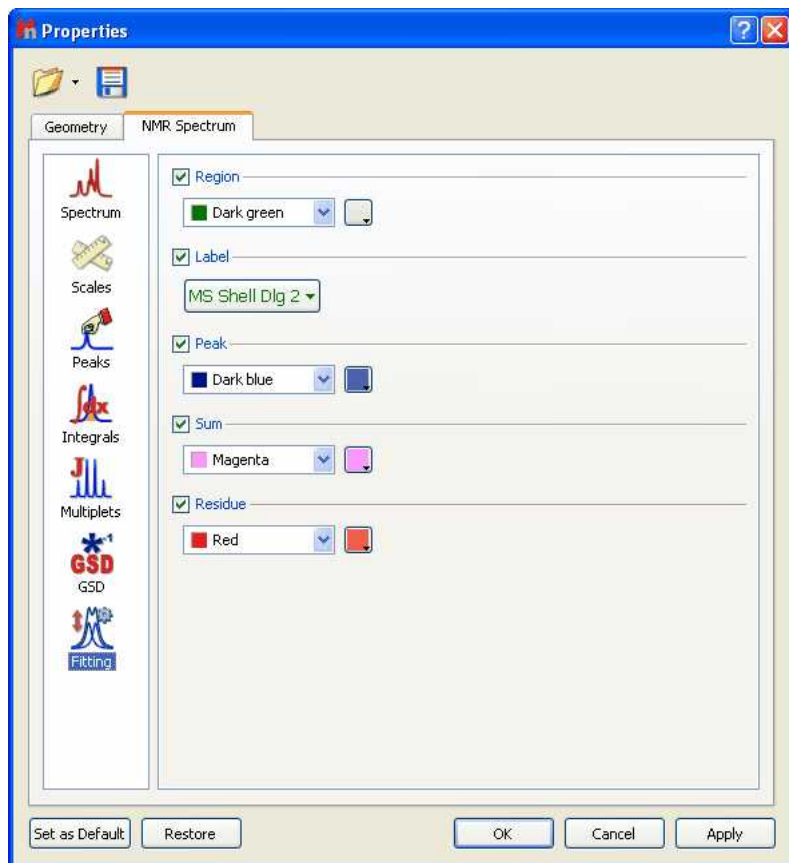 Properties
Geometry NMR Spectrum
Spectrum
Scales
Peaks
Integrals
Multiplets
GSD
GSD
Fitting
Region
Dark green
Label
MS Shell Dlg 2
Peak
Dark blue
Sum
Magenta
Residue
Red
Set as Default Restore OK Cancel Apply